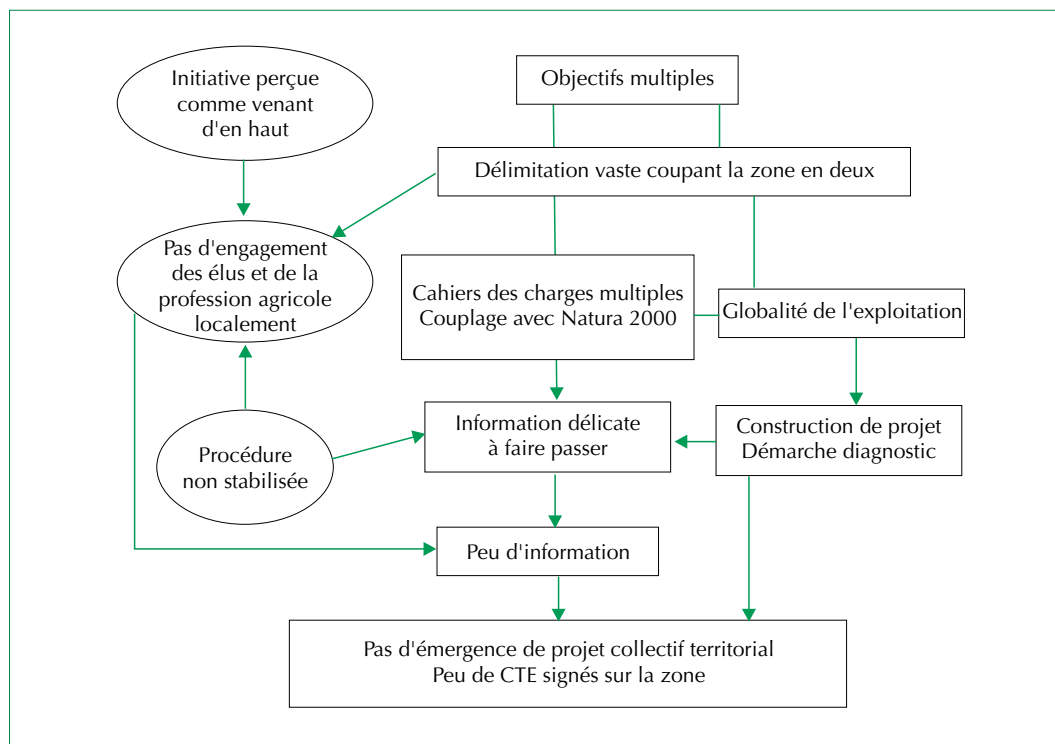 Initiative perçue
comme venant
d'en haut
Objectifs multiples
Délimitation vaste coupant la zone en deux
Pas d'engagement
des élus et de la
profession agricole
localement
Cahiers des charges multiples
Couplage avec Natura 2000
Globalité de l'exploitation
Procédure
non stabilisée
Information délicate
à faire passer
Construction de projet
Démarche diagnostic
Peu d'information
Pas d'émergence de projet collectif territorial
Peu de CTE signés sur la zone